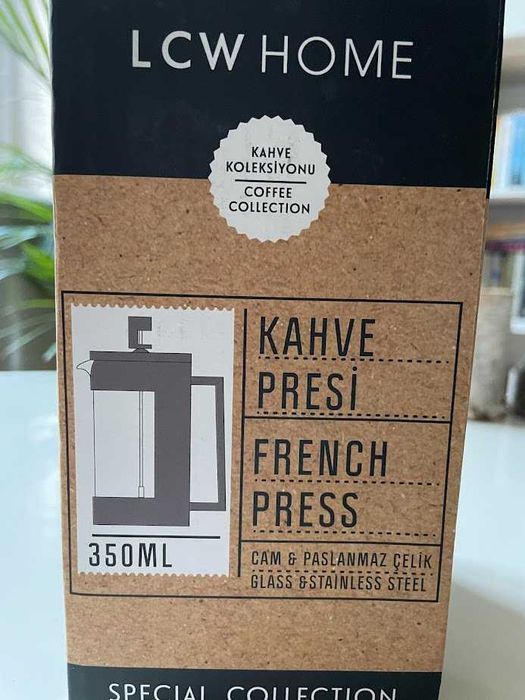 LCW HOME
KAHVE
KOLEKSİYONU
COFFEE
COLLECTION
KAHVE
PRESİ
FRENCH
PRESS
350ML
CAM & PASLANMAZ ÇELİK
GLASS & STAINLESS STEEL
SPECIAL COLLECTION